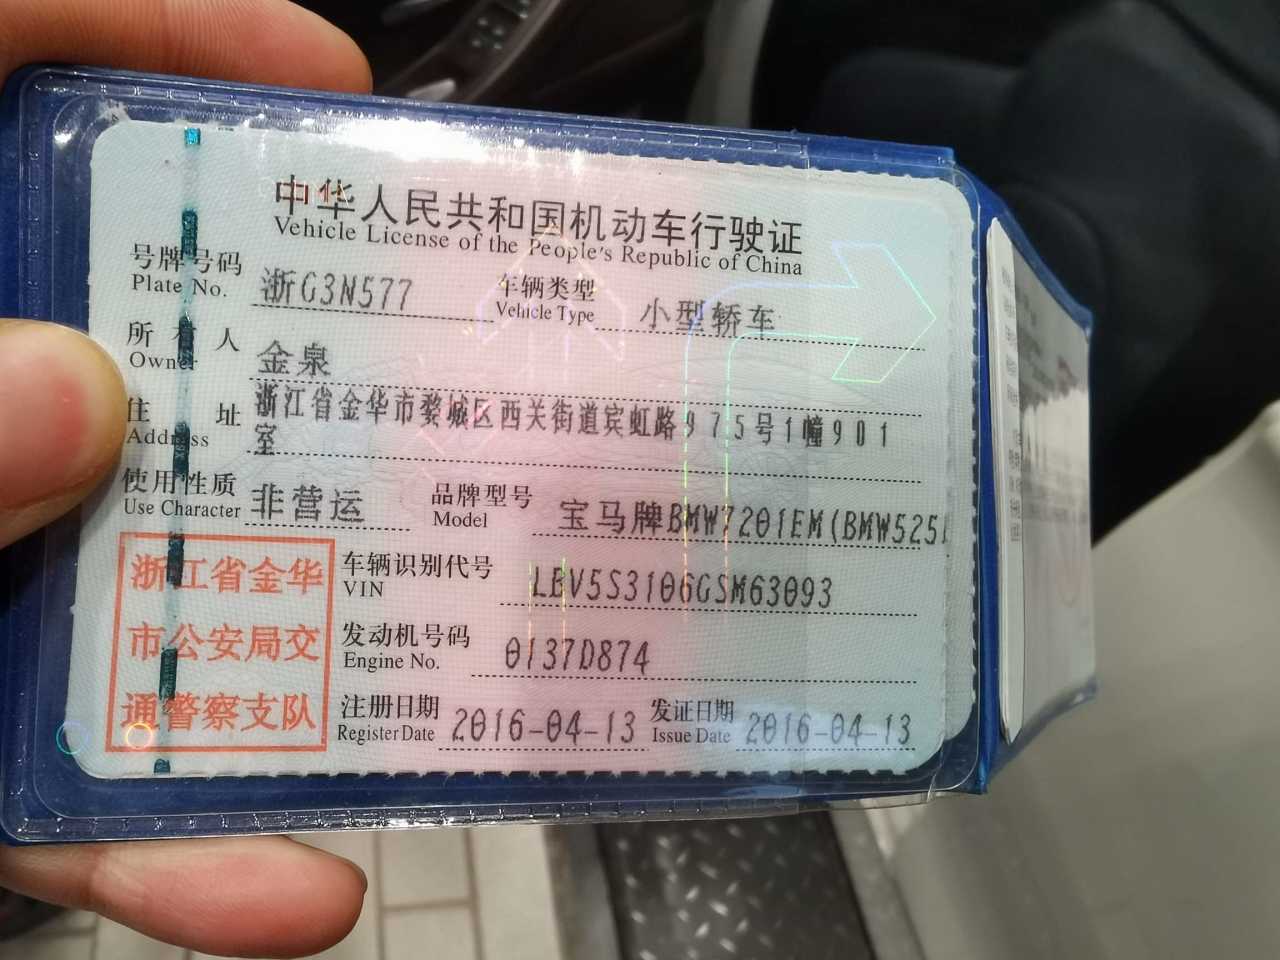 中华人民共和国机动车行驶证
Vehicle License of the People's Republic of China
号牌号码 浙G3N577 车辆类型 小型轿车
Plate No. Vehicle Type
所有人 金泉
Owner
住址 浙江省金华市婺城区西关街道宾虹路975号1幢901
Address 室
使用性质 非营运 品牌型号 宝马牌BMW7201EM(BMW525L
Use Character Model
浙江省金华
市公安局交
通警察支队
车辆识别代号 LBV5S3106GSM63093
VIN
发动机号码 0137D874
Engine No.
注册日期 2016-04-13 发证日期 2016-04-13
Register Date Issue Date